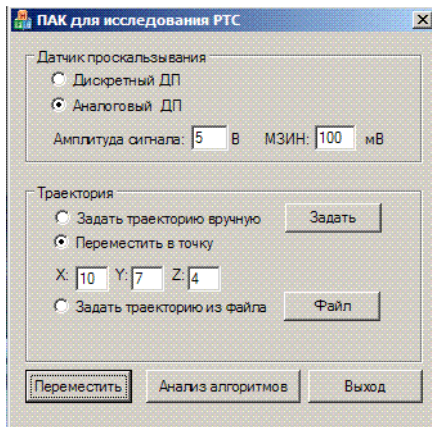 ПАК для исследования РТС
Датчик проскальзывания
Дискретный ДП
Аналоговый ДП
Амплитуда сигнала: 5 В МЗИН: 100 мВ
Траектория
Задать траекторию вручную Задать
Переместить в точку
X: 10 Y: 7 Z: 4
Задать траекторию из файла Файл
Переместить Анализ алгоритмов Выход